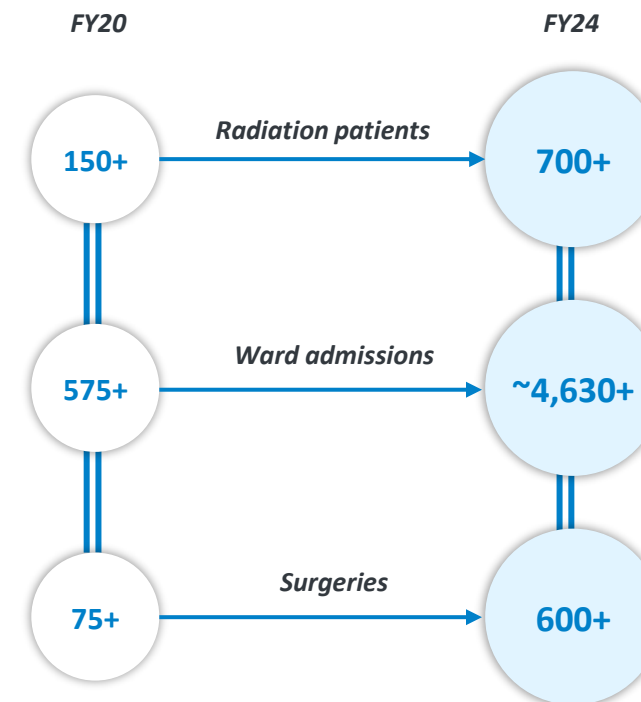 FY20
FY24
Radiation patients
150+
700+
Ward admissions
575+
~4,630+
Surgeries
75+
600+